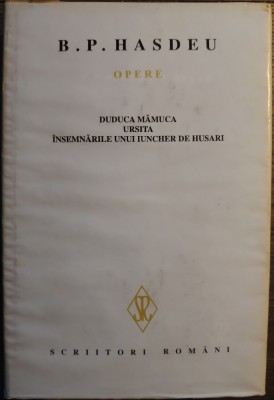 B.P. HASDEU
OPERE
DUDUCA MĂMUCA
URSITA
ÎNSEMNĂRILE UNUI IUNCHER DE HUSARI
SR
SCRIITORI ROMÂNI